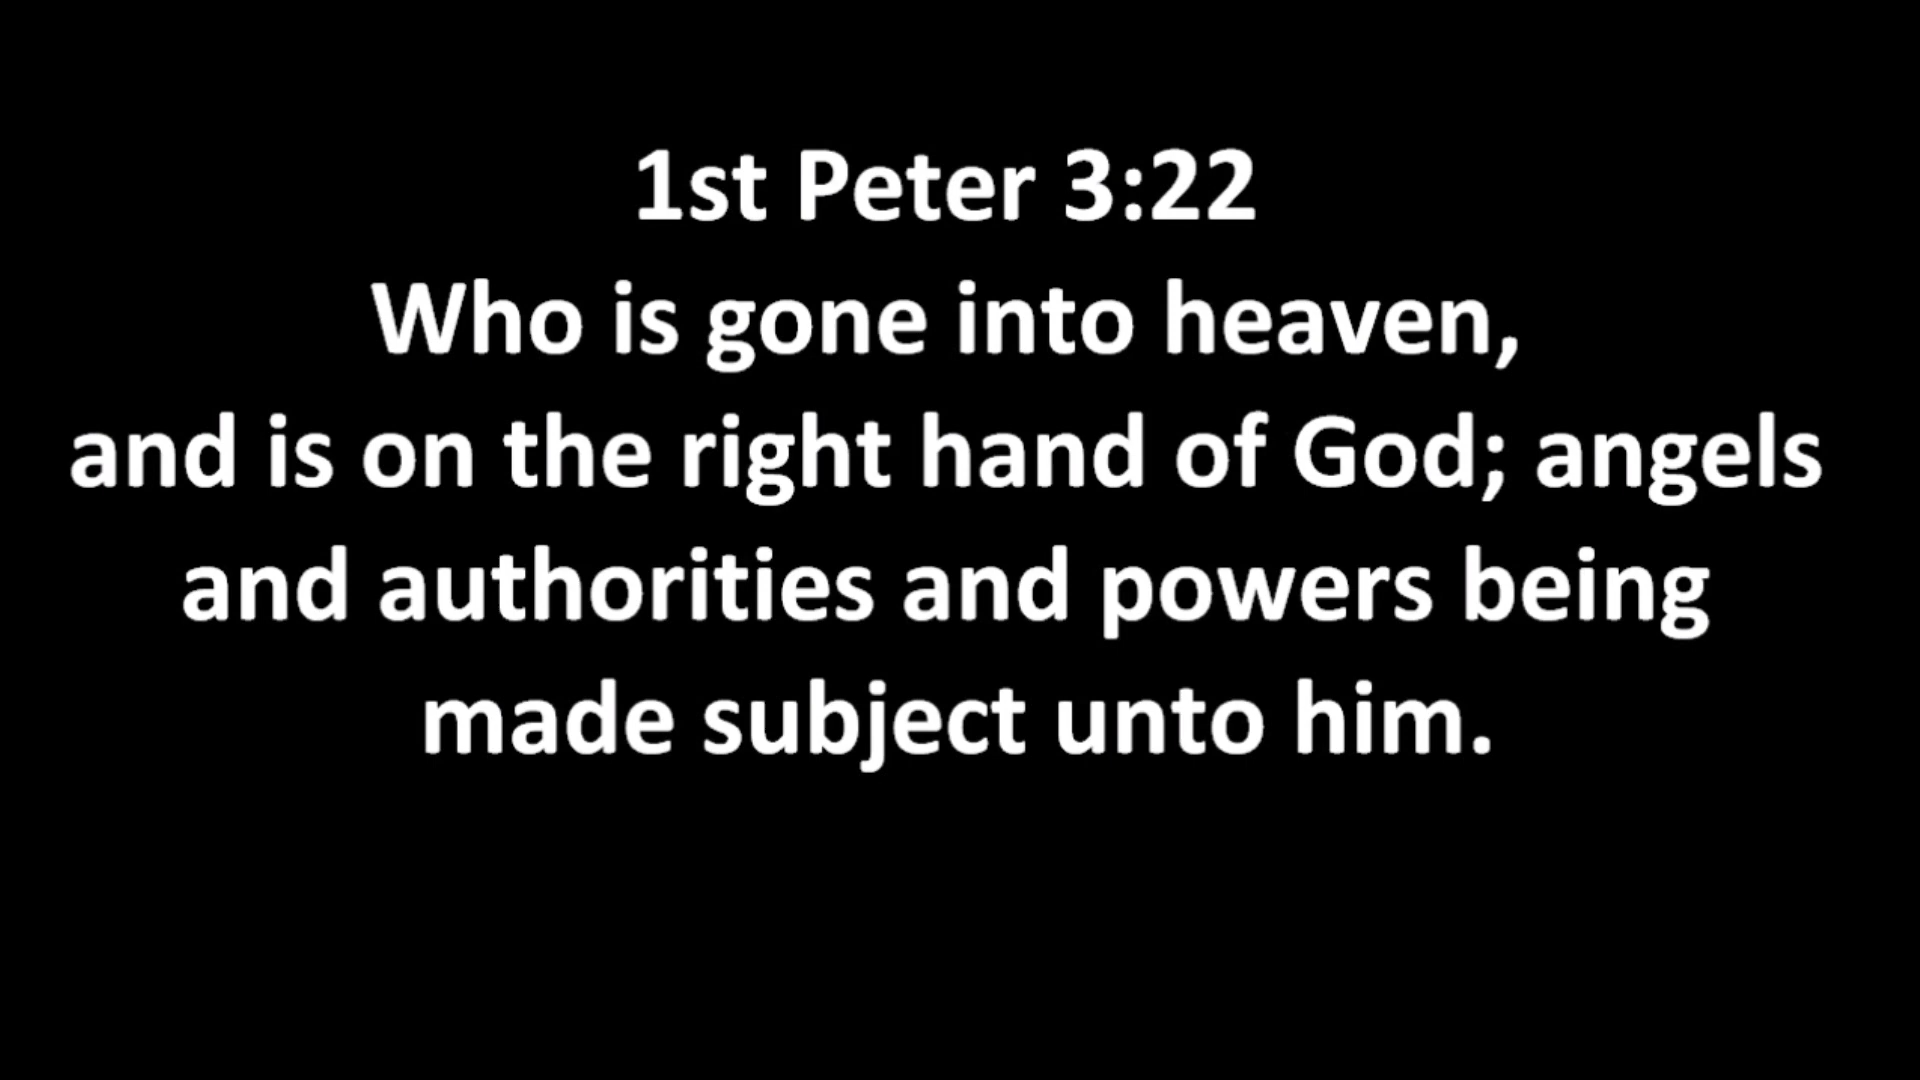 1st Peter 3:22
Who is gone into heaven,
and is on the right hand of God; angels
and authorities and powers being
made subject unto him.